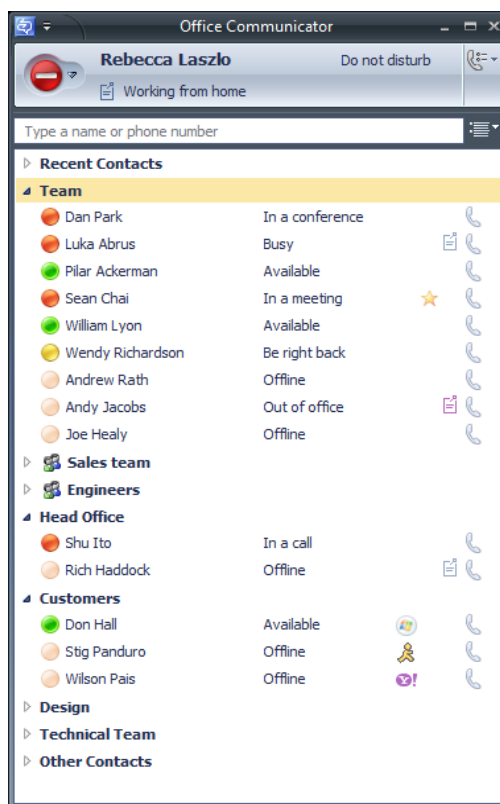 Office Communicator
Rebecca Laszlo Do not disturb
Working from home
Type a name or phone number
Recent Contacts
Team
Dan Park In a conference
Luka Abrus Busy
Pilar Ackerman Available
Sean Chai In a meeting
William Lyon Available
Wendy Richardson Be right back
Andrew Rath Offline
Andy Jacobs Out of office
Joe Healy Offline
Sales team
Engineers
Head Office
Shu Ito In a call
Rich Haddock Offline
Customers
Don Hall Available
Stig Panduro Offline
Wilson Pais Offline Y!
Design
Technical Team
Other Contacts